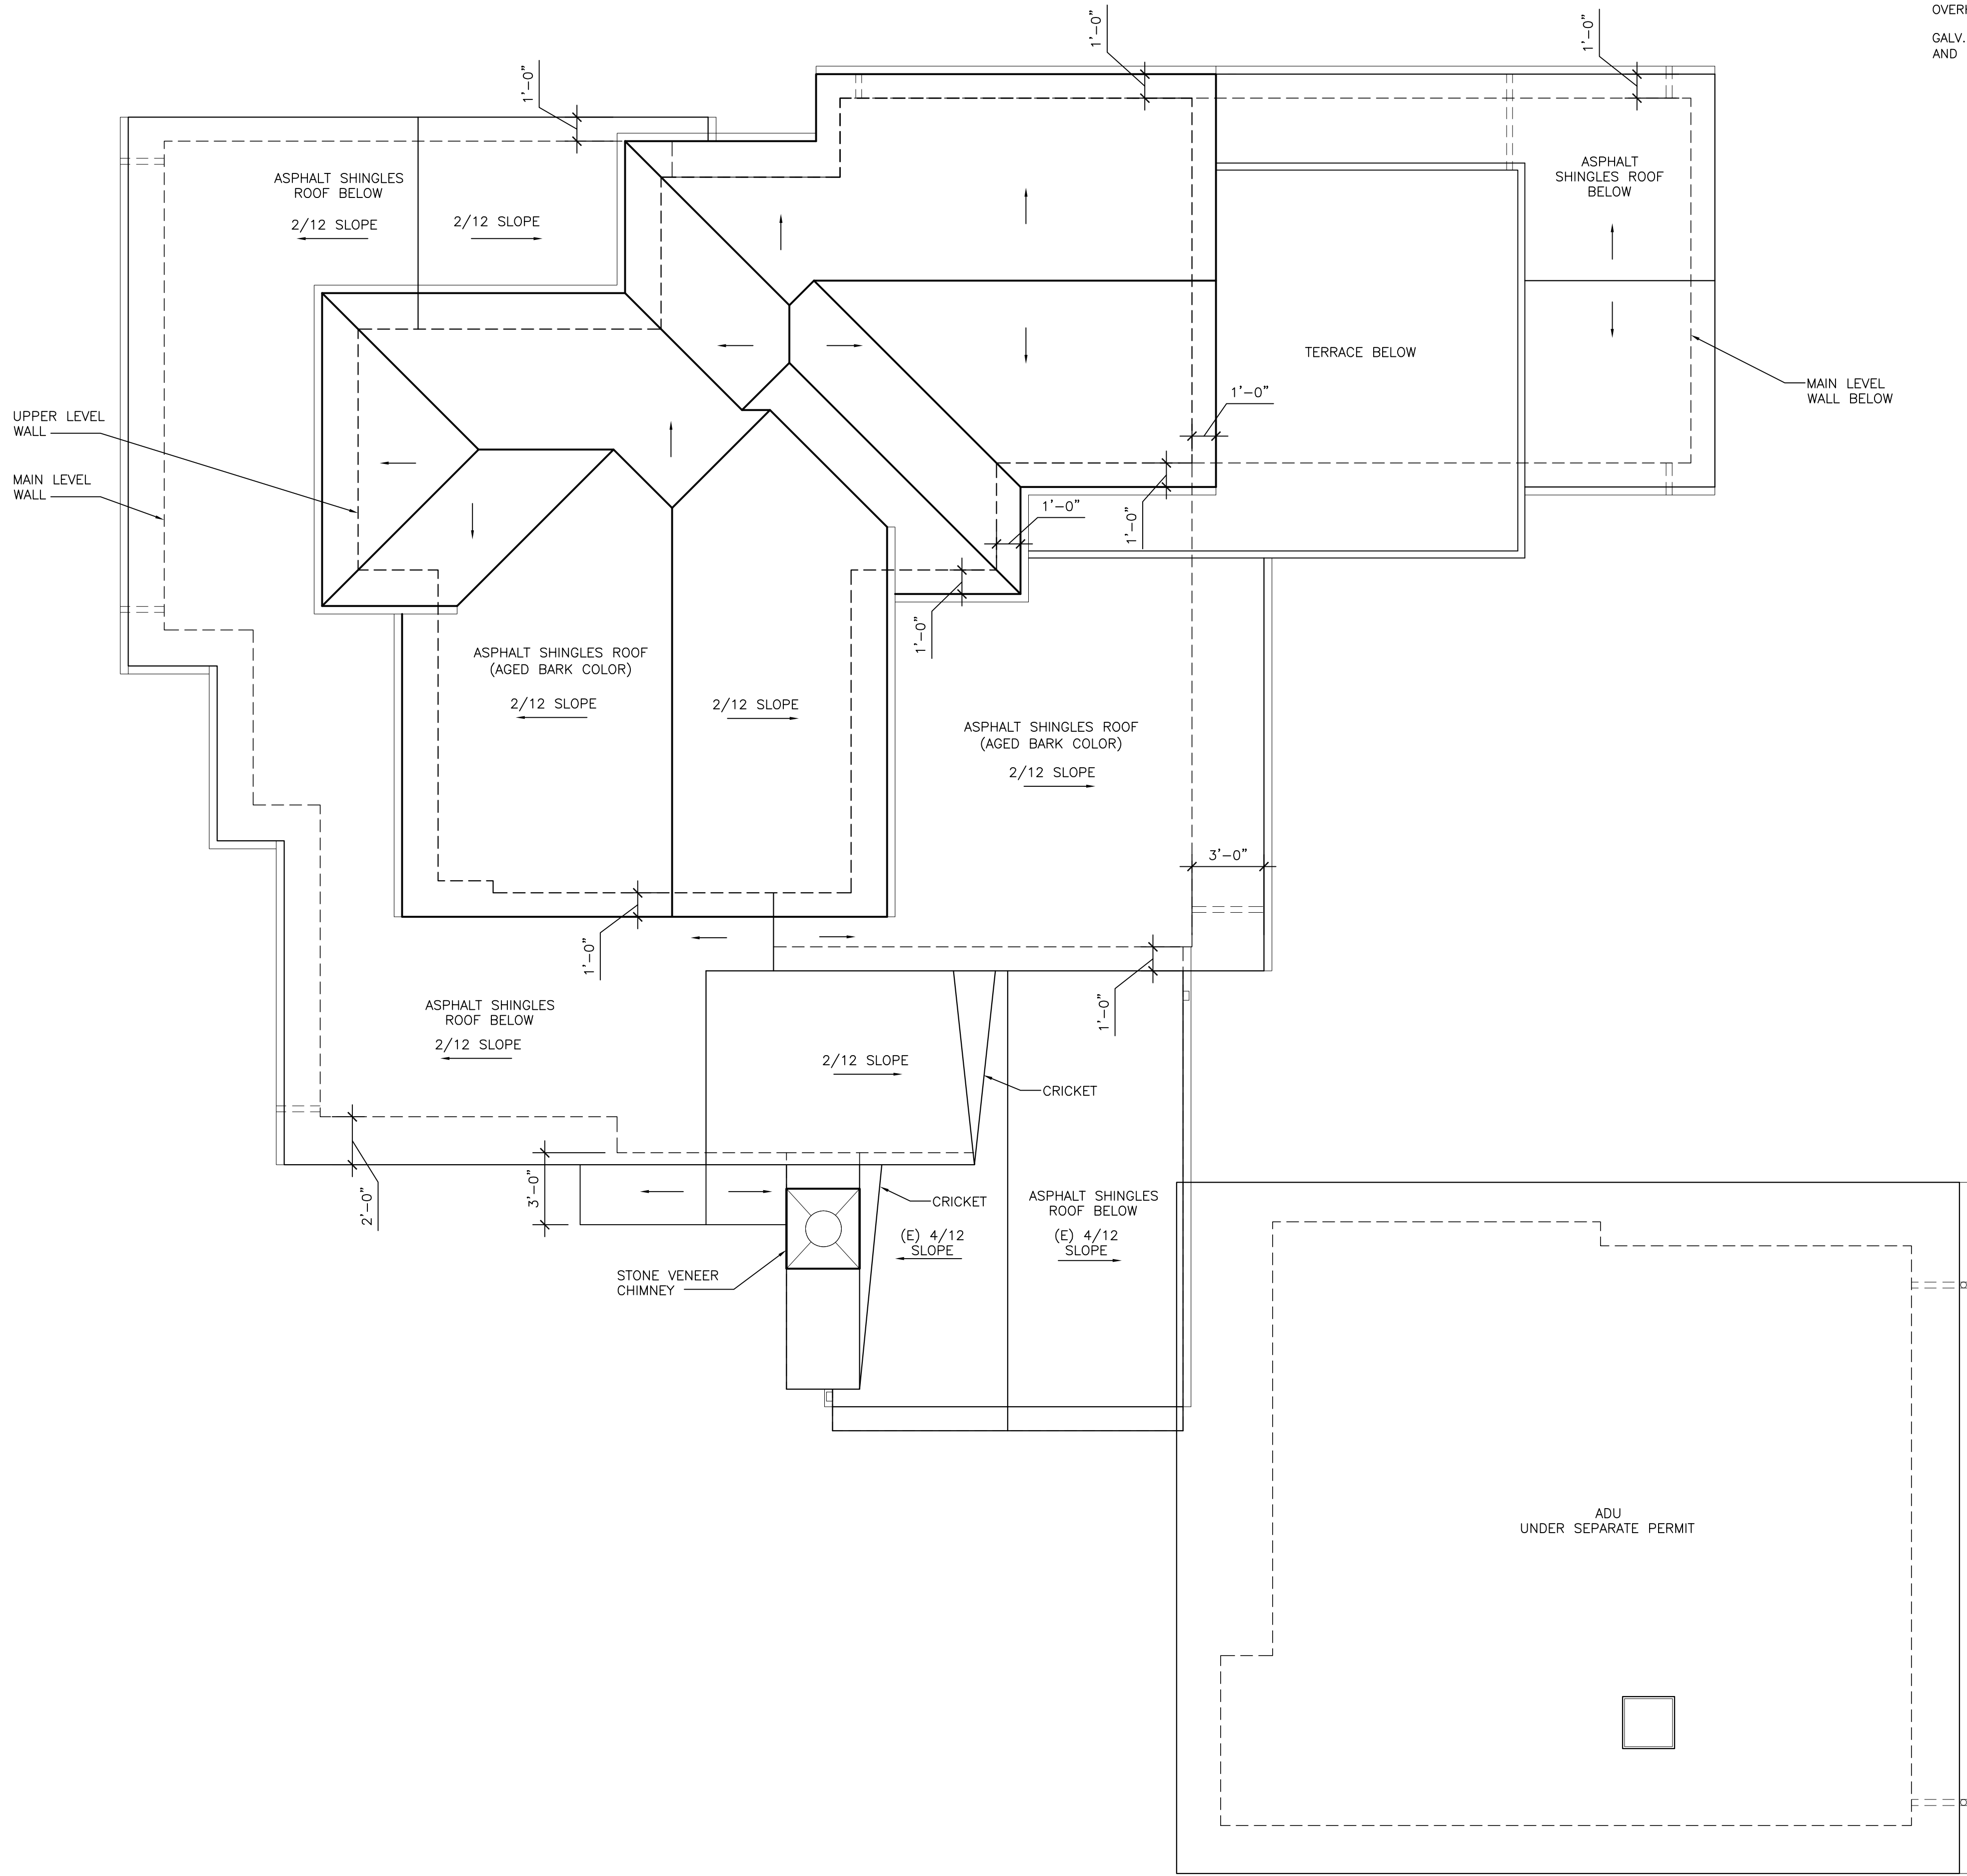 OVERH
GALV.
AND
1'-0"
1'-0"
1'-0"
ASPHALT SHINGLES
ROOF BELOW
2/12 SLOPE
2/12 SLOPE
ASPHALT
SHINGLES ROOF
BELOW
TERRACE BELOW
MAIN LEVEL
WALL BELOW
1'-0"
UPPER LEVEL
WALL
MAIN LEVEL
WALL
1'-0"
1'-0"
1'-0"
ASPHALT SHINGLES ROOF
(AGED BARK COLOR)
2/12 SLOPE
2/12 SLOPE
ASPHALT SHINGLES ROOF
(AGED BARK COLOR)
2/12 SLOPE
3'-0"
1'-0"
1'-0"
ASPHALT SHINGLES
ROOF BELOW
2/12 SLOPE
2/12 SLOPE
CRICKET
2'-0"
3'-0"
CRICKET
ASPHALT SHINGLES
ROOF BELOW
(E) 4/12
SLOPE
(E) 4/12
SLOPE
STONE VENEER
CHIMNEY
ADU
UNDER SEPARATE PERMIT